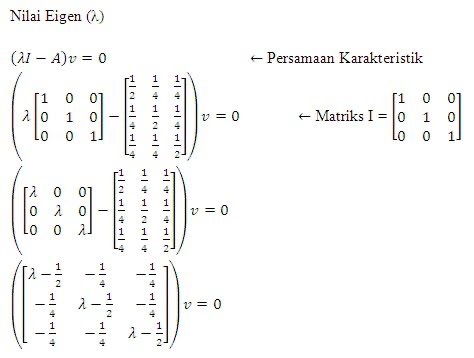 Nilai Eigen (λ)
(λI − A)v = 0 ← Persamaan Karakteristik
(λ [1 0 0; 0 1 0; 0 0 1] − [1/2 1/4 1/4; 1/4 1/2 1/4; 1/4 1/4 1/2]) v = 0 ← Matriks I = [1 0 0; 0 1 0; 0 0 1]
([λ 0 0; 0 λ 0; 0 0 λ] − [1/2 1/4 1/4; 1/4 1/2 1/4; 1/4 1/4 1/2]) v = 0
([λ − 1/2 −1/4 −1/4; −1/4 λ − 1/2 −1/4; −1/4 −1/4 λ − 1/2]) v = 0